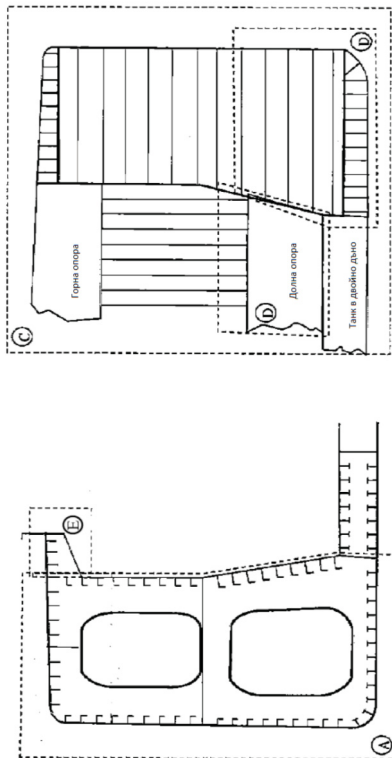 E
A
C
Горна опора
D
Долна опора
Танк в двойно дъно
D